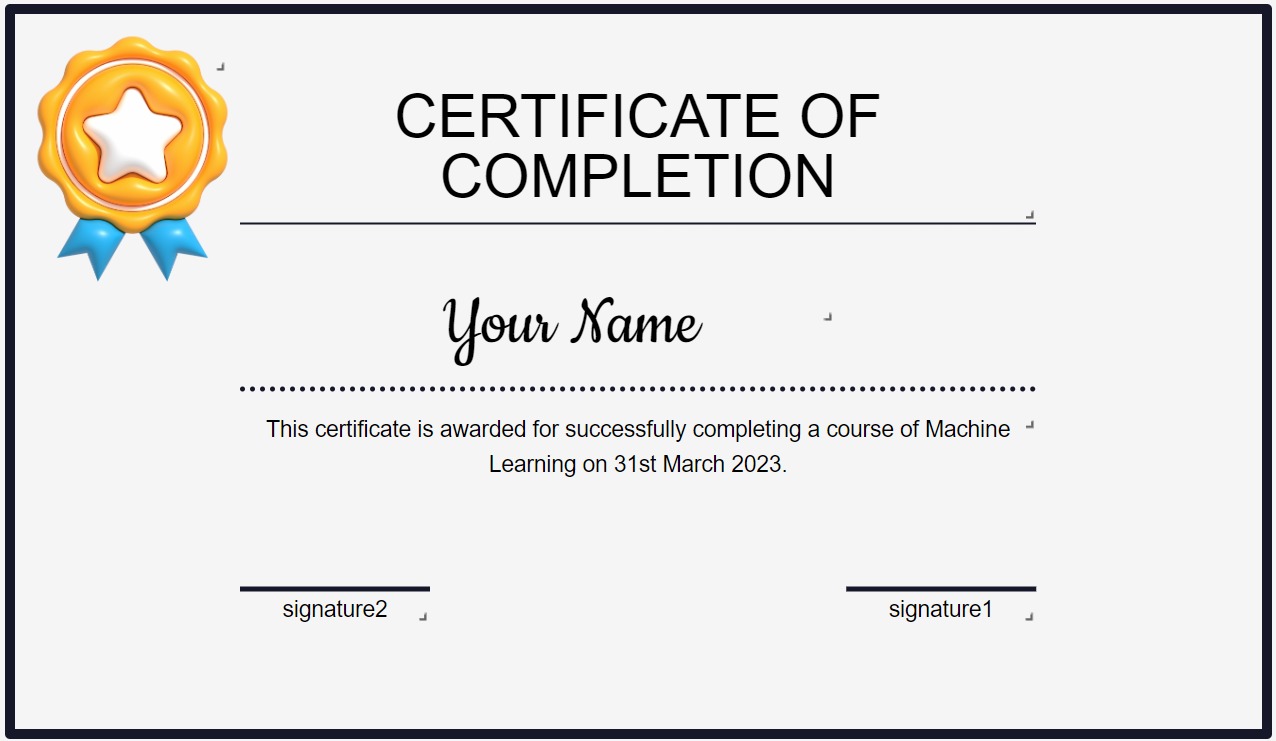 CERTIFICATE OF
COMPLETION
Your Name
This certificate is awarded for successfully completing a course of Machine
Learning on 31st March 2023.
signature2
signature1